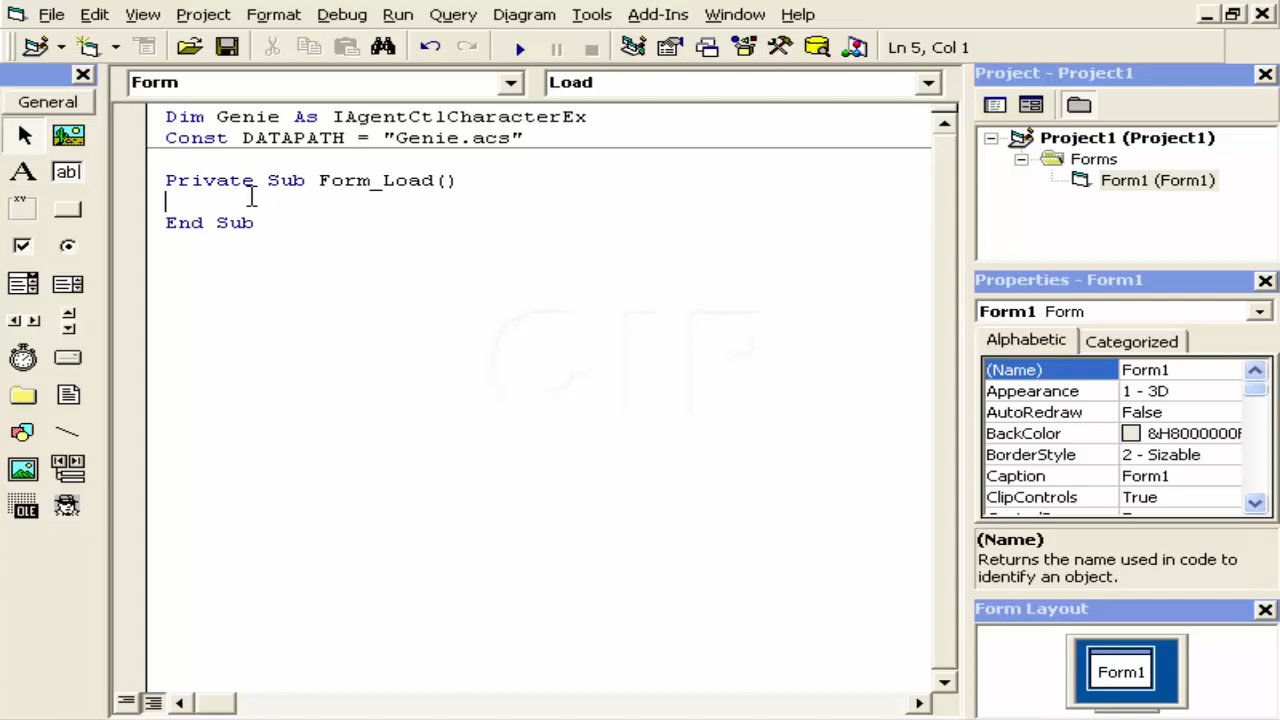 File Edit View Project Format Debug Run Query Diagram Tools Add-Ins Window Help
Ln 5, Col 1
General
Form Load
Dim Genie As IAgentCtlCharacterEx
Const DATAPATH = "Genie.acs"
Private Sub Form_Load()
End Sub
CIF
A
ab|
XY
OLE
Project - Project1
Project1 (Project1)
Forms
Form1 (Form1)
Properties - Form1
Form1 Form
Alphabetic Categorized
(Name) Form1
Appearance 1 - 3D
AutoRedraw False
BackColor &H8000000F
BorderStyle 2 - Sizable
Caption Form1
ClipControls True
(Name)
Returns the name used in code to
identify an object.
Form Layout
Form1